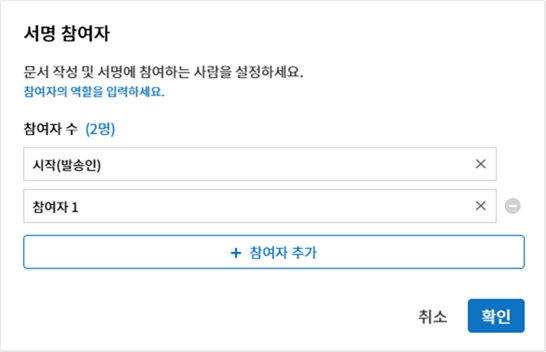 서명 참여자
문서 작성 및 서명에 참여하는 사람을 설정하세요.
참여자의 역할을 입력하세요.
참여자 수 (2명)
시작(발송인)
참여자 1
+ 참여자 추가
취소 확인